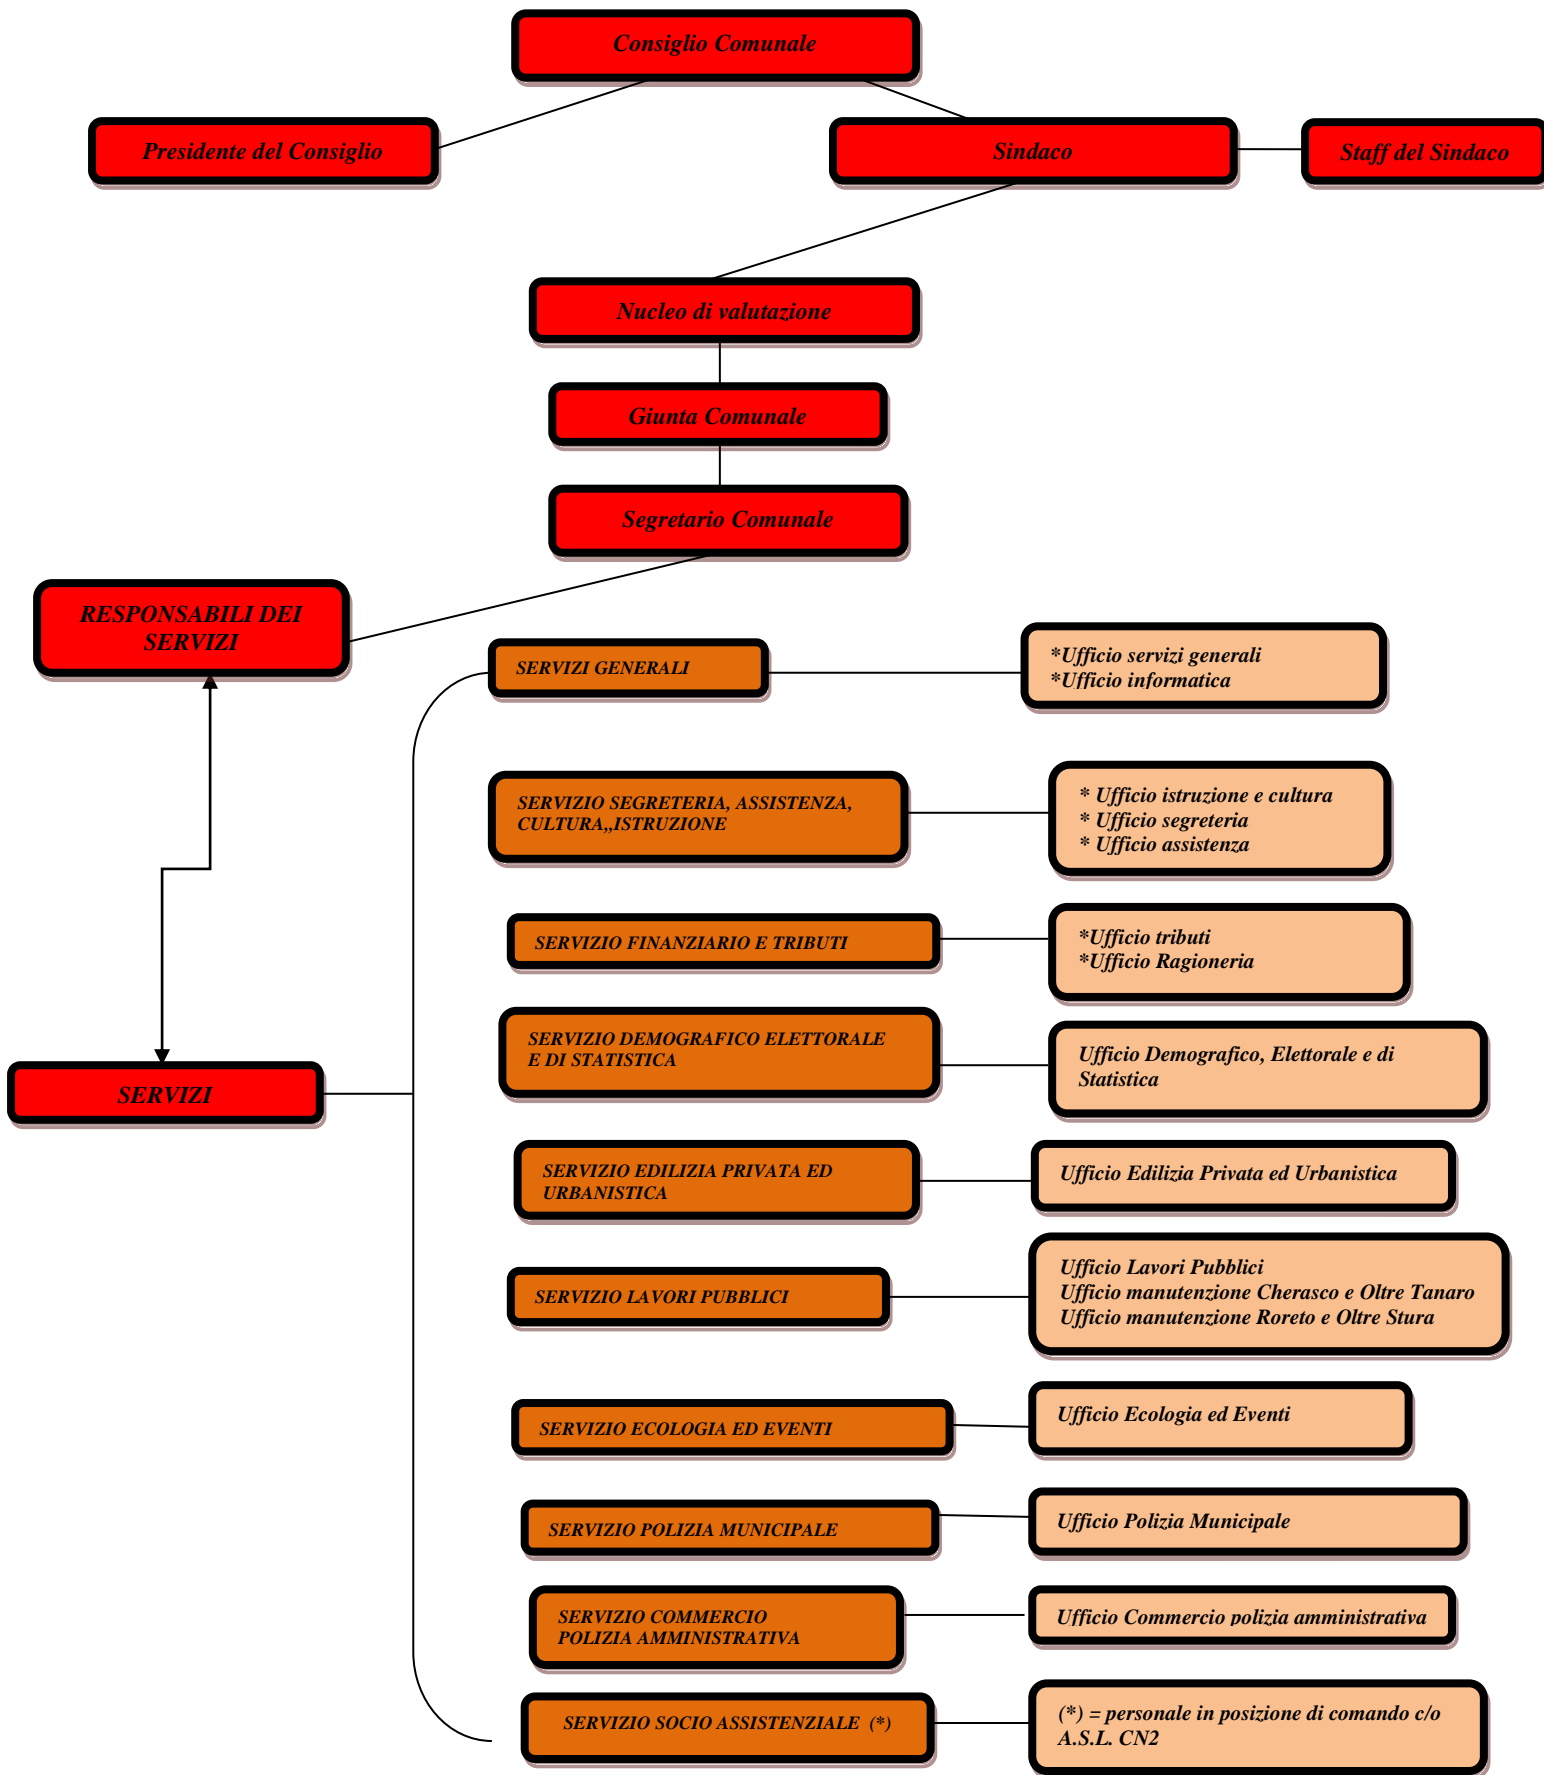 Consiglio Comunale
Presidente del Consiglio
Sindaco
Staff del Sindaco
Nucleo di valutazione
Giunta Comunale
Segretario Comunale
RESPONSABILI DEI
SERVIZI
SERVIZI GENERALI
*Ufficio servizi generali
*Ufficio informatica
SERVIZIO SEGRETERIA, ASSISTENZA,
CULTURA,,ISTRUZIONE
* Ufficio istruzione e cultura
* Ufficio segreteria
* Ufficio assistenza
SERVIZIO FINANZIARIO E TRIBUTI
*Ufficio tributi
*Ufficio Ragioneria
SERVIZIO DEMOGRAFICO ELETTORALE
E DI STATISTICA
Ufficio Demografico, Elettorale e di
Statistica
SERVIZI
SERVIZIO EDILIZIA PRIVATA ED
URBANISTICA
Ufficio Edilizia Privata ed Urbanistica
SERVIZIO LAVORI PUBBLICI
Ufficio Lavori Pubblici
Ufficio manutenzione Cherasco e Oltre Tanaro
Ufficio manutenzione Roreto e Oltre Stura
SERVIZIO ECOLOGIA ED EVENTI
Ufficio Ecologia ed Eventi
SERVIZIO POLIZIA MUNICIPALE
Ufficio Polizia Municipale
SERVIZIO COMMERCIO
POLIZIA AMMINISTRATIVA
Ufficio Commercio polizia amministrativa
SERVIZIO SOCIO ASSISTENZIALE (*)
(*) = personale in posizione di comando c/o
A.S.L. CN2